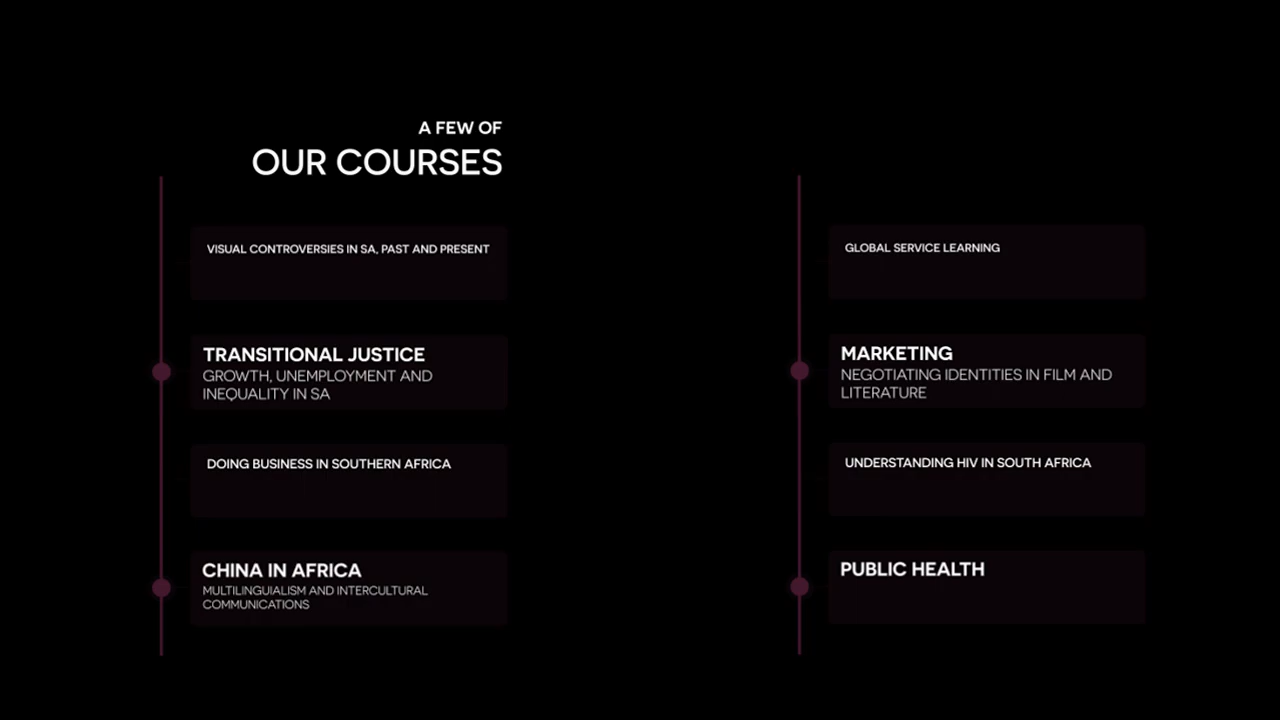 A FEW OF
OUR COURSES
VISUAL CONTROVERSIES IN SA, PAST AND PRESENT
TRANSITIONAL JUSTICE
GROWTH, UNEMPLOYMENT AND
INEQUALITY IN SA
DOING BUSINESS IN SOUTHERN AFRICA
CHINA IN AFRICA
MULTILINGUIALISM AND INTERCULTURAL
COMMUNICATIONS
GLOBAL SERVICE LEARNING
MARKETING
NEGOTIATING IDENTITIES IN FILM AND
LITERATURE
UNDERSTANDING HIV IN SOUTH AFRICA
PUBLIC HEALTH